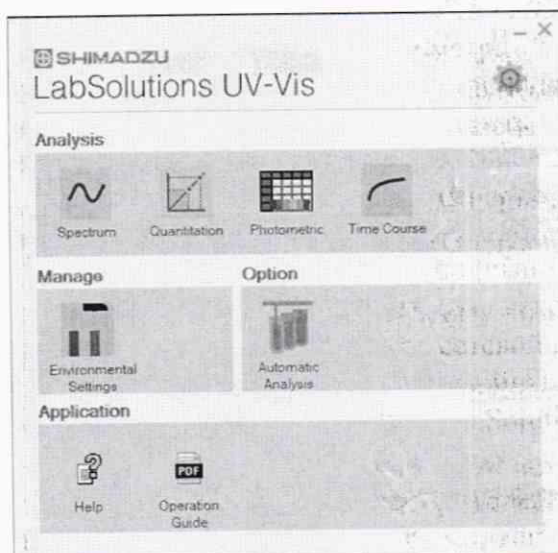 SHIMADZU
LabSolutions UV-Vis
Analysis
Spectrum
Quantitation
Photometric
Time Course
Manage
Option
Environmental
Settings
Automatic
Analysis
Application
PDF
Help
Operation
Guide